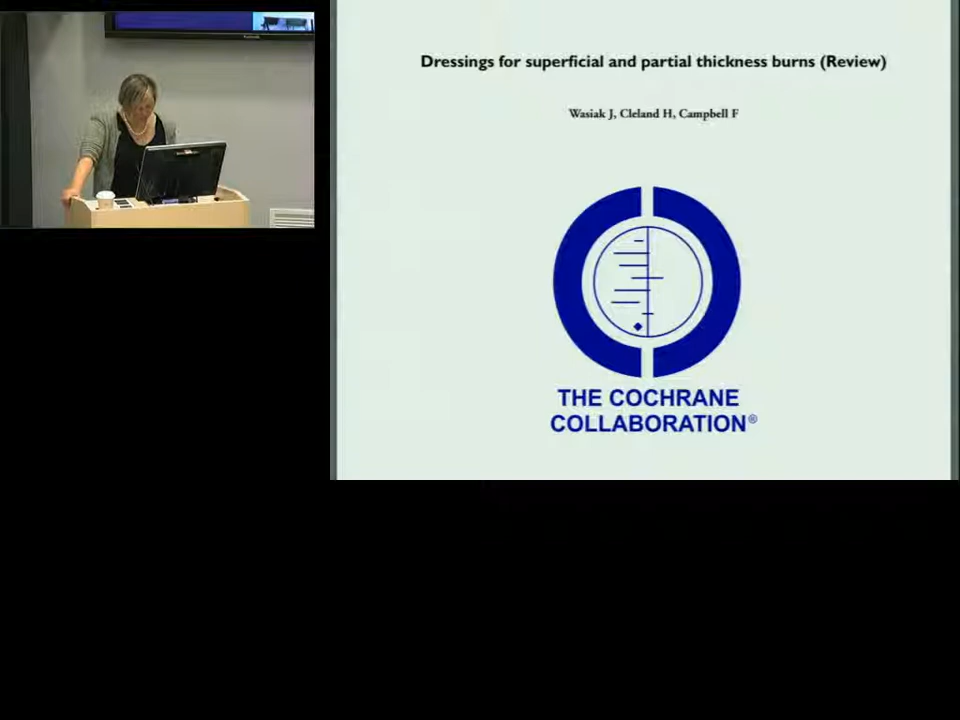 Dressings for superficial and partial thickness burns (Review)
Wasiak J, Cleland H, Campbell F
THE COCHRANE
COLLABORATION®